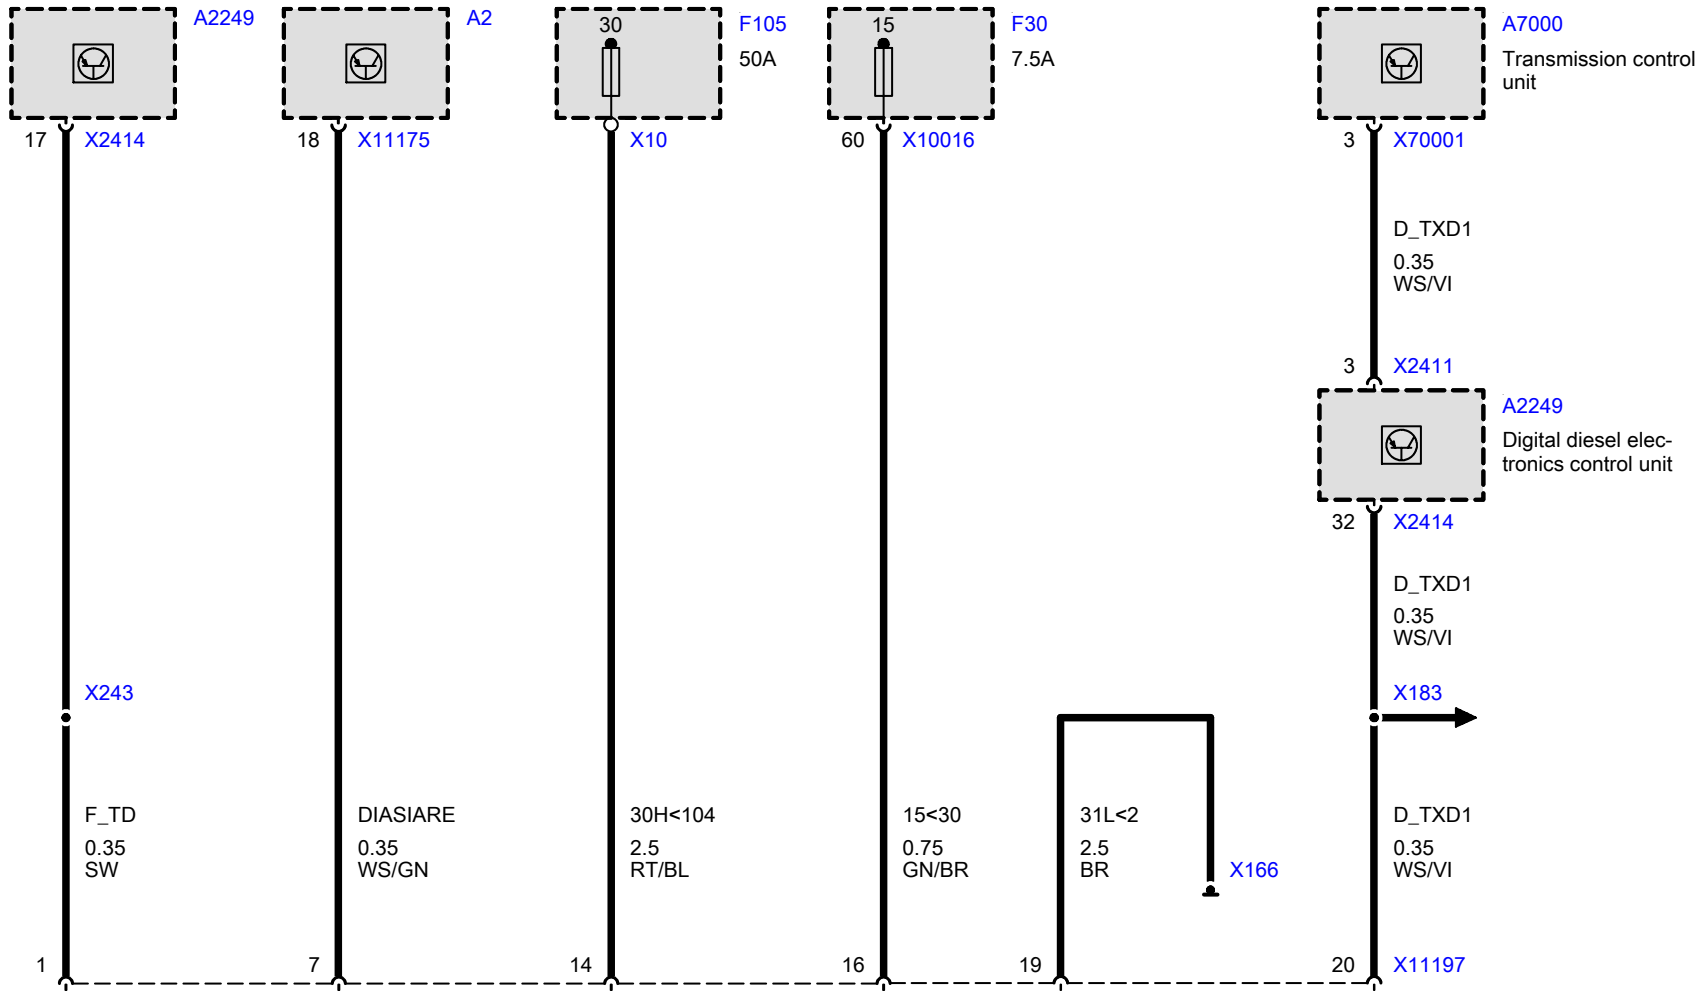 A2249
A2
30
F105
50A
15
F30
7.5A
A7000
Transmission control
unit
17 X2414
18 X11175
X10
60 X10016
3 X70001
D_TXD1
0.35
WS/VI
3 X2411
A2249
Digital diesel elec-
tronics control unit
32 X2414
D_TXD1
0.35
WS/VI
X243
X183
F_TD
0.35
SW
DIASIARE
0.35
WS/GN
30H<104
2.5
RT/BL
15<30
0.75
GN/BR
31L<2
2.5
BR
X166
D_TXD1
0.35
WS/VI
1
7
14
16
19
20 X11197